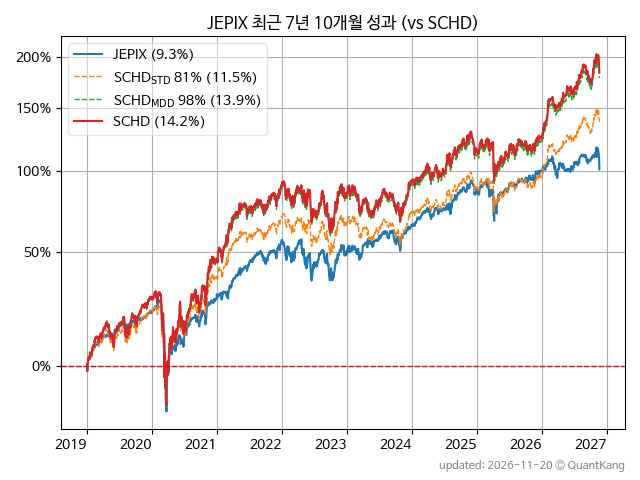 JEPIX 최근 7년 10개월 성과 (vs SCHD)
JEPIX (9.3%)
SCHD_STD 81% (11.5%)
SCHD_MDD 98% (13.9%)
SCHD (14.2%)
200%
150%
100%
50%
0%
2019 2020 2021 2022 2023 2024 2025 2026 2027
updated: 2026-11-20 © QuantKang